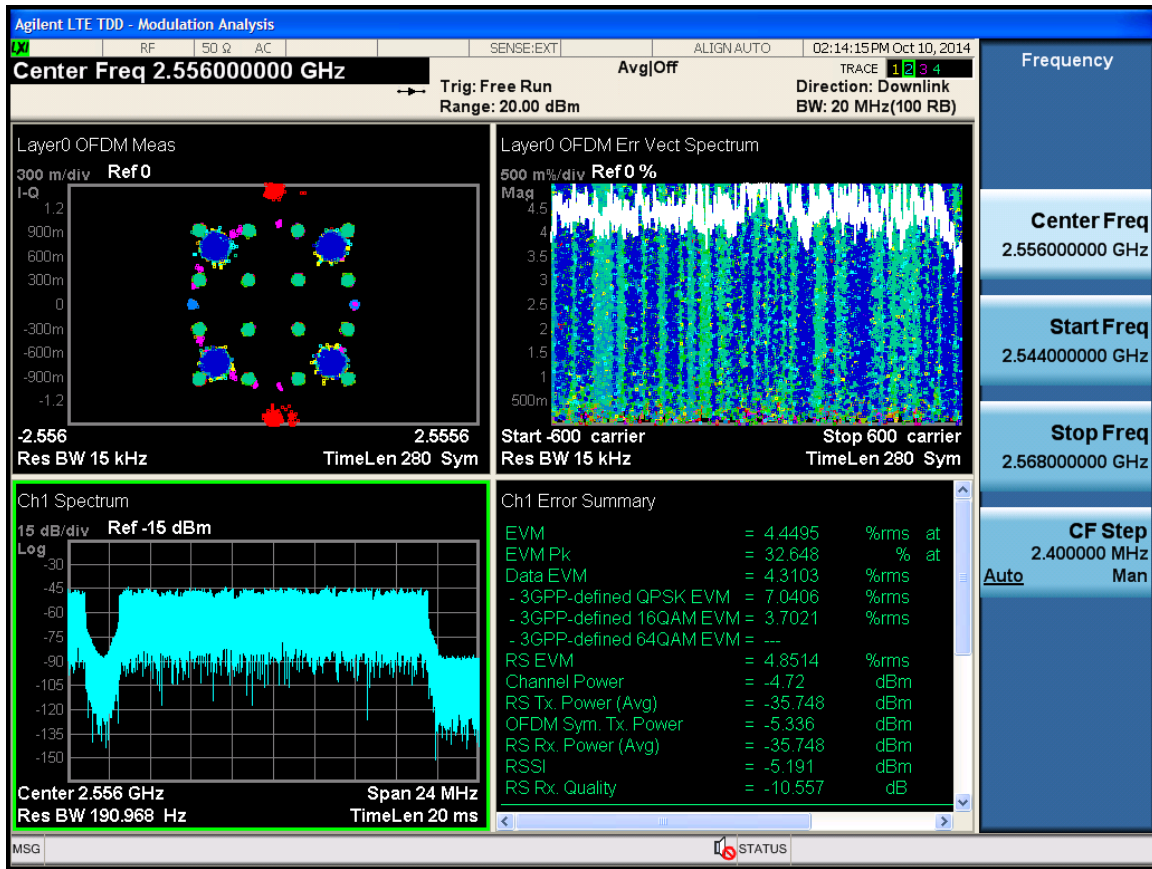 Agilent LTE TDD - Modulation Analysis
LXI RF 50 Ω AC SENSE:EXT ALIGN AUTO 02:14:15 PM Oct 10, 2014
Center Freq 2.556000000 GHz
Avg|Off
TRACE 1 2 3 4
Trig: Free Run
Direction: Downlink
Range: 20.00 dBm
BW: 20 MHz(100 RB)
Layer0 OFDM Meas
300 m/div Ref 0
I-Q
1.2
900m
600m
300m
0
-300m
-600m
-900m
-1.2
-2.556 2.5556
Res BW 15 kHz TimeLen 280 Sym
Layer0 OFDM Err Vect Spectrum
500 m%/div Ref 0 %
Mag
4.5
4
3.5
3
2.5
2
1.5
1
500m
Start -600 carrier Stop 600 carrier
Res BW 15 kHz TimeLen 280 Sym
Ch1 Spectrum
15 dB/div Ref -15 dBm
Log
-30
-45
-60
-75
-90
-105
-120
-135
-150
Center 2.556 GHz Span 24 MHz
Res BW 190.968 Hz TimeLen 20 ms
Ch1 Error Summary
EVM = 4.4495 %rms at
EVM Pk = 32.648 % at
Data EVM = 4.3103 %rms
- 3GPP-defined QPSK EVM = 7.0406 %rms
- 3GPP-defined 16QAM EVM = 3.7021 %rms
- 3GPP-defined 64QAM EVM = ---
RS EVM = 4.8514 %rms
Channel Power = -4.72 dBm
RS Tx. Power (Avg) = -35.748 dBm
OFDM Sym. Tx. Power = -5.336 dBm
RS Rx. Power (Avg) = -35.748 dBm
RSSI = -5.191 dBm
RS Rx. Quality = -10.557 dB
Frequency
Center Freq
2.556000000 GHz
Start Freq
2.544000000 GHz
Stop Freq
2.568000000 GHz
CF Step
2.400000 MHz
Auto Man
MSG STATUS